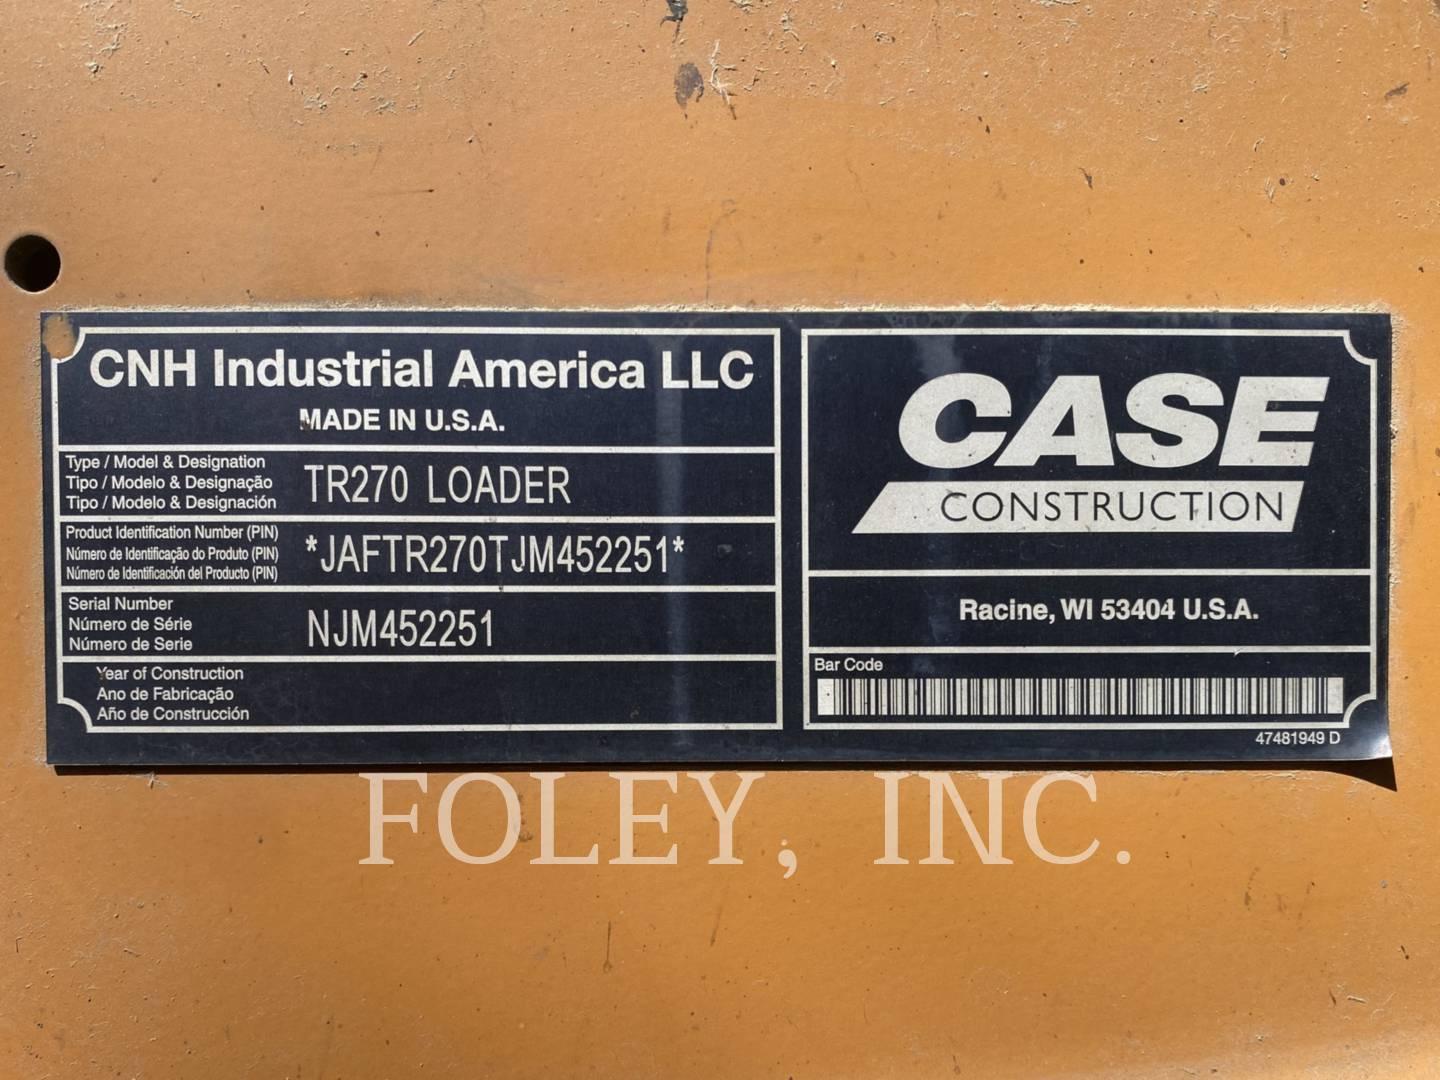 CNH Industrial America LLC
MADE IN U.S.A.
Type / Model & Designation
Tipo / Modelo & Designação
Tipo / Modelo & Designación
TR270 LOADER
Product Identification Number (PIN)
Número de Identificação do Produto (PIN)
Número de Identificación del Producto (PIN)
*JAFTR270TJM452251*
Serial Number
Número de Série
Número de Serie
NJM452251
Year of Construction
Ano de Fabricação
Año de Construcción
CASE
CONSTRUCTION
Racine, WI 53404 U.S.A.
Bar Code
47481949 D
FOLEY, INC.